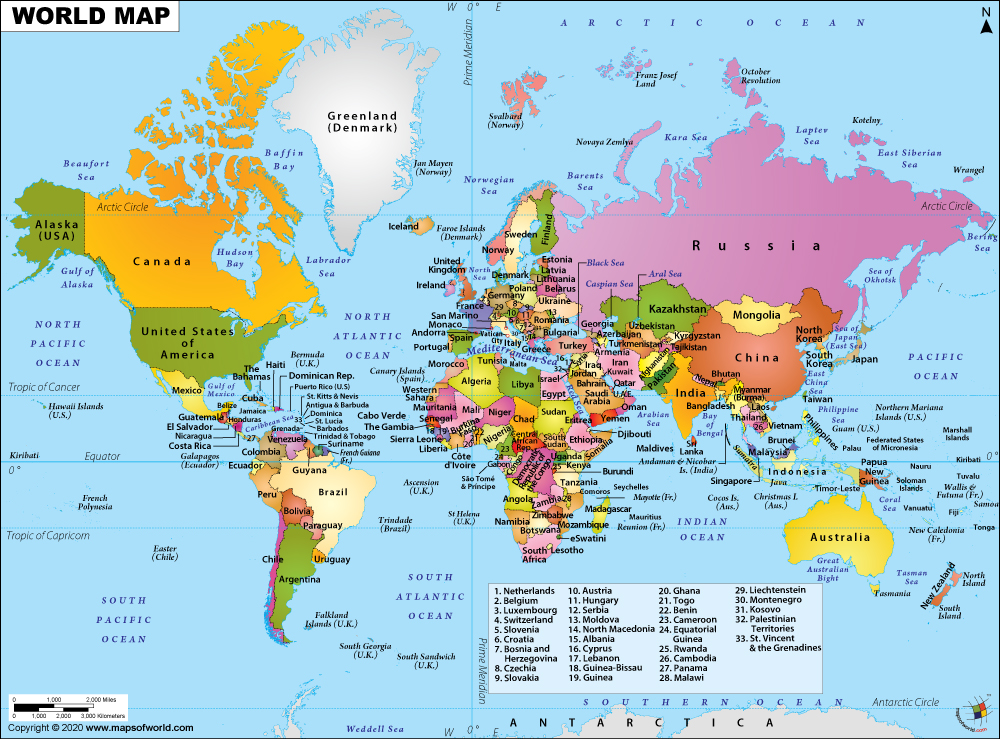 WORLD MAP
W 0° E
Prime Meridian
N
ARCTIC OCEAN
Greenland
(Denmark)
Baffin
Bay
Beaufort
Sea
Jan Mayen
(Norway)
Svalbard
(Norway)
Franz Josef
Land
October
Revolution
Kotelny
Novaya Zemlya
Kara Sea
Laptev
Sea
East Siberian
Sea
Wrangel
Norwegian
Sea
Barents
Sea
Arctic Circle
Arctic Circle
Alaska
(USA)
Canada
Hudson
Bay
Gulf of
Alaska
Labrador
Sea
Iceland
Faroe Islands
(Denmark)
Sweden
Finland
Norway
Russia
Bering
Sea
Sea of
Okhotsk
United
Kingdom
North
Sea
Ireland
Denmark
Estonia
Latvia
Lithuania
Belarus
Poland
Germany
Ukraine
France
San Marino
Monaco
Andorra
Portugal
Spain
Vatican
City
Italy
Malta
Greece
Romania
Bulgaria
Turkey
Black Sea
Caspian Sea
Aral Sea
Georgia
Azerbaijan
Armenia
Kazakhstan
Uzbekistan
Turkmenistan
Kyrgyzstan
Tajikistan
Mongolia
China
North
Korea
South
Korea
Japan
Sea of
Japan
(East Sea)
East
China
Sea
Taiwan
United States
of America
NORTH
PACIFIC
OCEAN
NORTH
ATLANTIC
OCEAN
PACIFIC
OCEAN
Mediterranean Sea
Tropic of Cancer
Tropic of Cancer
Hawaii Islands
(U.S.)
Mexico
Gulf of
Mexico
Bermuda
(U.K.)
The
Bahamas
Haiti
Dominican Rep.
Puerto Rico (U.S)
St. Kitts & Nevis
Antigua & Barbuda
Dominica
St. Lucia
Barbados
Grenada
Trinidad & Tobago
33
Cuba
Jamaica
Caribbean Sea
Belize
Guatemala
Honduras
El Salvador
Nicaragua
Costa Rica
27
Venezuela
Suriname
French Guiana
(Fr.)
Guyana
Colombia
Ecuador
Galapagos
(Ecuador)
Peru
Brazil
Bolivia
Paraguay
Chile
Argentina
Uruguay
Canary Islands
(Spain)
Morocco
Tunisia
Algeria
Libya
Egypt
Western
Sahara
Mauritania
Mali
Niger
Chad
Sudan
Cabo Verde
Senegal
The Gambia
Burkina
Faso
Sierra Leone
Liberia
Côte
d'Ivoire
Nigeria
Central
African
Rep.
South
Sudan
Eritrea
Ethiopia
Djibouti
Somalia
Uganda
Kenya
Gabon
Congo
Democratic
Republic of
the Congo
São Tomé
& Príncipe
Burundi
Tanzania
Seychelles
Comoros
Mayotte (Fr.)
Angola
Zambia
28
Zimbabwe
Mozambique
Madagascar
Mauritius
Reunion (Fr.)
Namibia
Botswana
eSwatini
South
Africa
Lesotho
Israel
Jordan
Syria
Iraq
Iran
Kuwait
Bahrain
Qatar
Saudi
Arabia
U.A.E.
Oman
Yemen
Red Sea
Arabian
Sea
Afghanistan
Pakistan
India
Nepal
Bhutan
Bangladesh
Bay
of
Bengal
Sri
Lanka
Maldives
Andaman & Nicobar
Is. (India)
Myanmar
(Burma)
Laos
Thailand
26
Vietnam
Philippines
Philippine
Sea
Brunei
Malaysia
Singapore
Sumatra
Java
Indonesia
Timor-Leste
Papua
New
Guinea
Northern Mariana
Islands (U.S.)
Guam (U.S.)
Palau
Federated States
of Micronesia
Marshall
Islands
Nauru
Kiribati
Tuvalu
Samoa
Soloman
Islands
Wallis &
Futuna (Fr.)
Vanuatu
Fiji
Tonga
New Caledonia
(Fr.)
Coral
Sea
Cocos Is.
(Aus.)
Christmas I.
(Aus.)
Australia
Great
Australian
Bight
Tasman
Sea
Tasmania
New Zealand
North
Island
South
Island
Kiribati
Equator
0°
0°
French
Polynesia
Tropic of Capricorn
Easter
(Chile)
Ascension
(U.K.)
St Helena
(U.K.)
Trindade
(Brazil)
INDIAN
OCEAN
SOUTH
PACIFIC
OCEAN
SOUTH
ATLANTIC
OCEAN
Falkland
Islands (U.K.)
South Georgia
(U.K.)
South Sandwich
(U.K.)
Prime Meridian
1. Netherlands
2. Belgium
3. Luxembourg
4. Switzerland
5. Slovenia
6. Croatia
7. Bosnia and
Herzegovina
8. Czechia
9. Slovakia
10. Austria
11. Hungary
12. Serbia
13. Moldova
14. North Macedonia
15. Albania
16. Cyprus
17. Lebanon
18. Guinea-Bissau
19. Guinea
20. Ghana
21. Togo
22. Benin
23. Cameroon
24. Equatorial
Guinea
25. Rwanda
26. Cambodia
27. Panama
28. Malawi
29. Liechtenstein
30. Montenegro
31. Kosovo
32. Palestinian
Territories
33. St. Vincent
& the Grenadines
SOUTHERN OCEAN
Antarctic Circle
ANTARCTICA
Weddell Sea
W 0° E
0 1,000 2,000 Miles
0 1,000 2,000 3,000 Kilometers
Copyright © 2020 www.mapsofworld.com